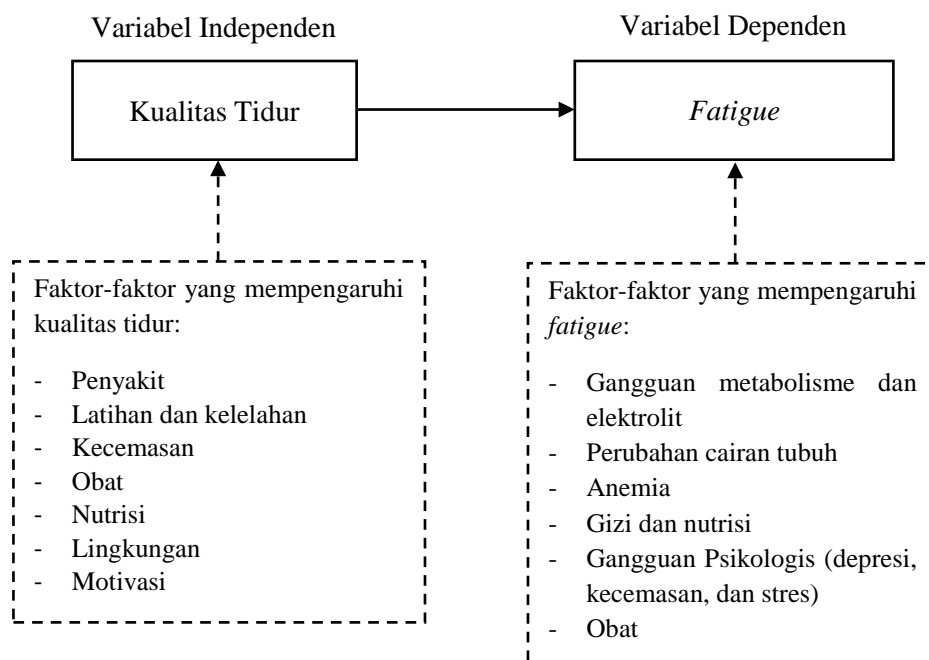 Variabel Independen
Variabel Dependen
Kualitas Tidur
Fatigue
Faktor-faktor yang mempengaruhi
kualitas tidur:
- Penyakit
- Latihan dan kelelahan
- Kecemasan
- Obat
- Nutrisi
- Lingkungan
- Motivasi
Faktor-faktor yang mempengaruhi
fatigue:
- Gangguan metabolisme dan
elektrolit
- Perubahan cairan tubuh
- Anemia
- Gizi dan nutrisi
- Gangguan Psikologis (depresi,
kecemasan, dan stres)
- Obat